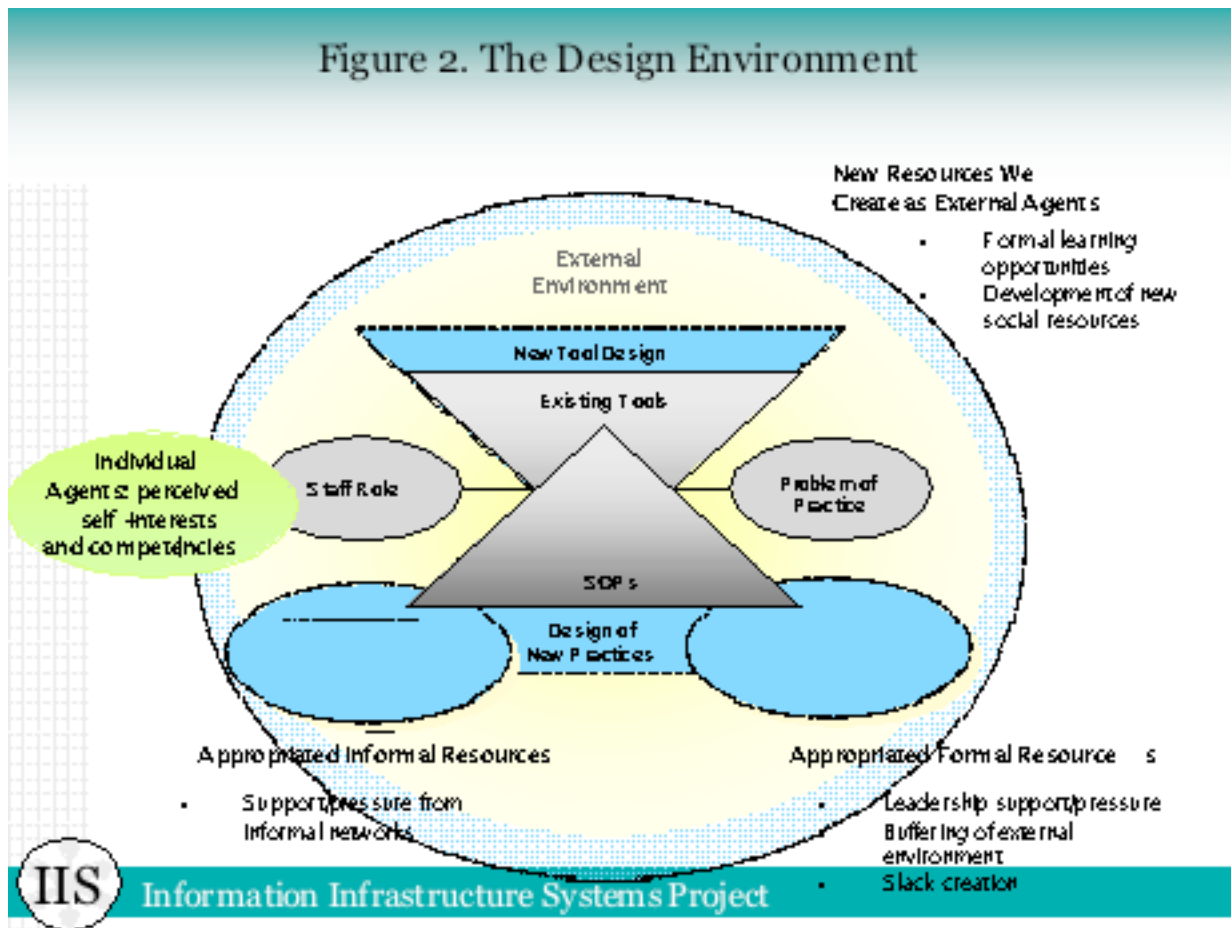 Figure 2. The Design Environment
New Resources We
Create as External Agents
• Formal learning
opportunities
• Development of new
social resources
External
Environment
New Tool Design
Existing Tools
Individual
Agents: perceived
self-interests
and competencies
Staff Role
Problem of
Practice
SOPs
Design of
New Practices
Appropriated Informal Resources
• Support/pressure from
Informal networks
Appropriated Formal Resource s
• Leadership support/pressure
Buffering of external
environment
• Slack creation
IIS Information Infrastructure Systems Project